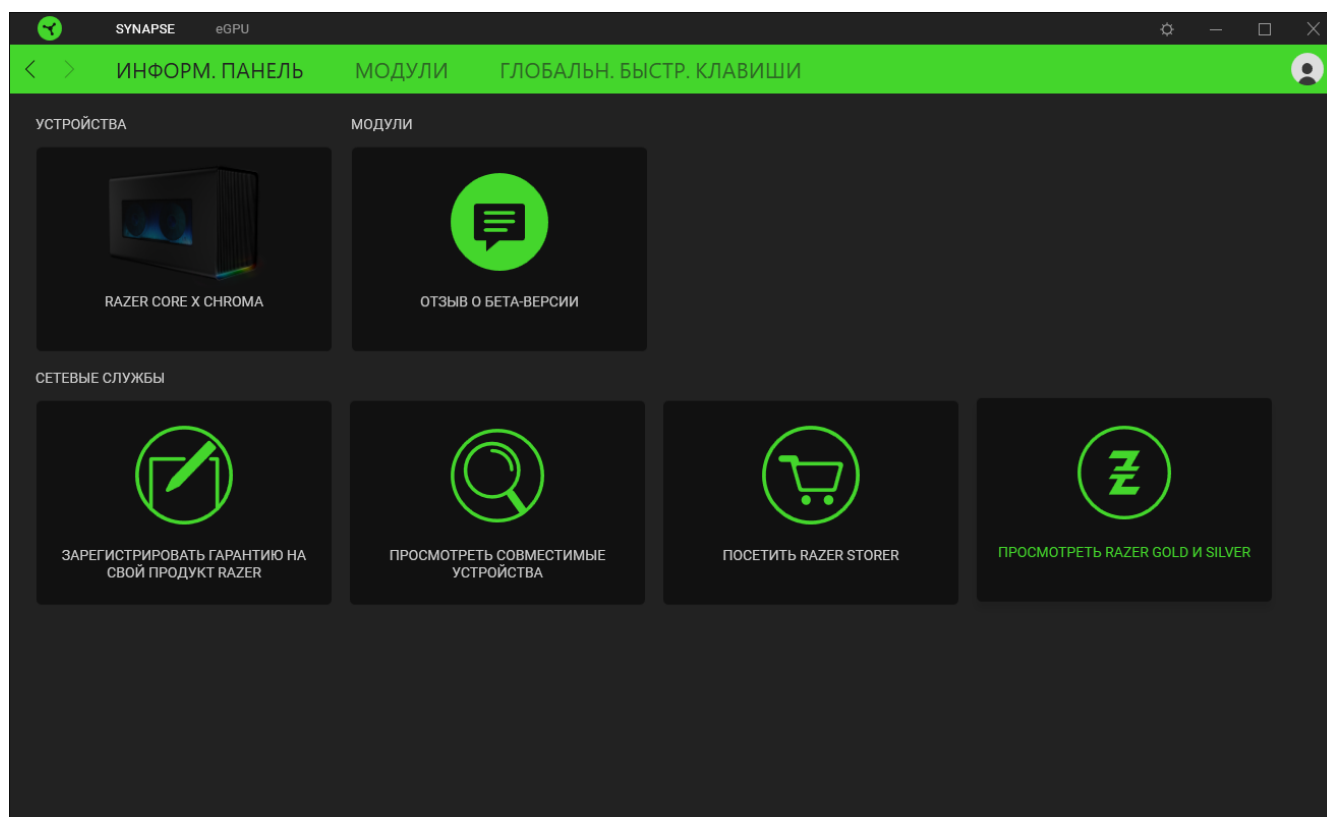 SYNAPSE eGPU
ИНФОРМ. ПАНЕЛЬ МОДУЛИ ГЛОБАЛЬН. БЫСТР. КЛАВИШИ
УСТРОЙСТВА МОДУЛИ
RAZER CORE X CHROMA ОТЗЫВ О БЕТА-ВЕРСИИ
СЕТЕВЫЕ СЛУЖБЫ
ЗАРЕГИСТРИРОВАТЬ ГАРАНТИЮ НА
СВОЙ ПРОДУКТ RAZER
ПРОСМОТРЕТЬ СОВМЕСТИМЫЕ
УСТРОЙСТВА
ПОСЕТИТЬ RAZER STORER
ПРОСМОТРЕТЬ RAZER GOLD И SILVER